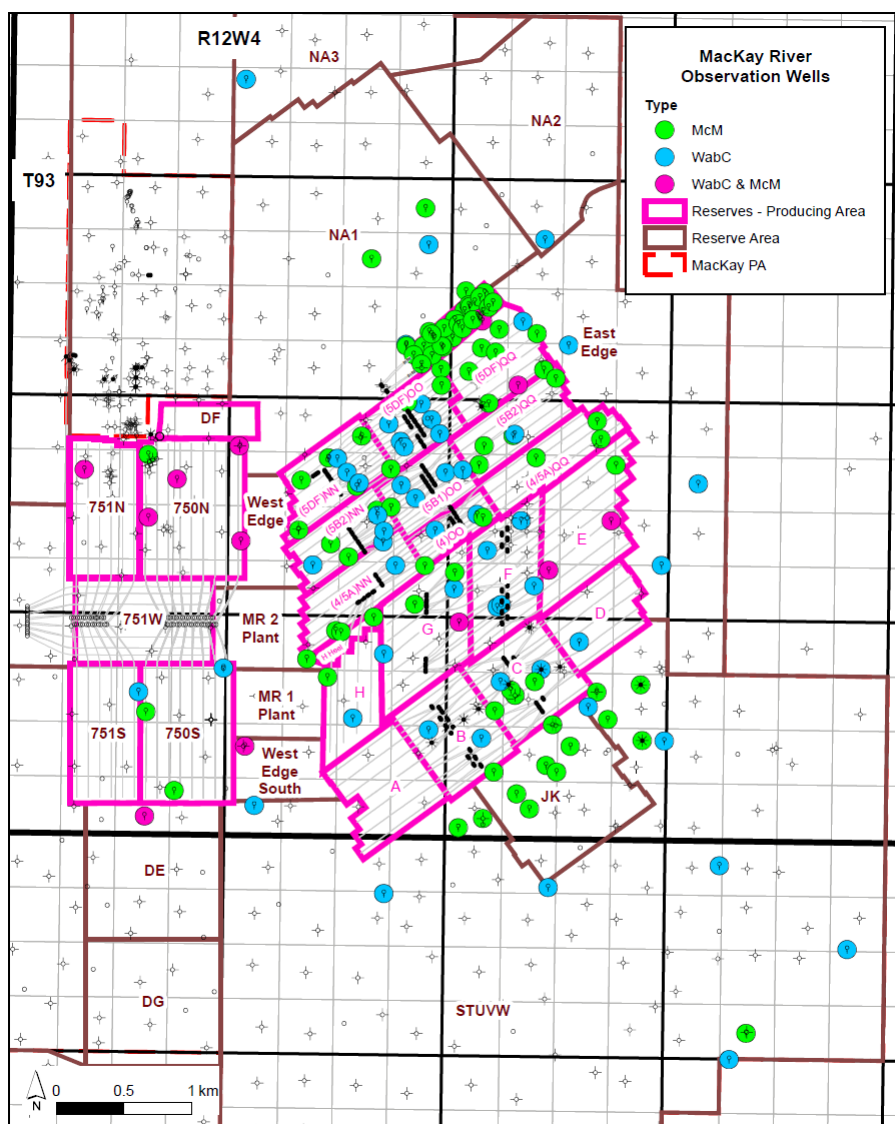 R12W4
NA3
MacKay River
Observation Wells
Type
McM
WabC
WabC & McM
Reserves - Producing Area
Reserve Area
MacKay PA
NA2
T93
NA1
East
Edge
(5DF)QQ
(5DF)OO
DF
(5B2)QQ
751N
750N
West
Edge
(5DF)NN
(5B1)OO
(4/5A)QQ
(5B2)NN
(4)OO
E
F
(4/5A)NN
D
751W
MR 2
Plant
G
H Heel
C
H
MR 1
Plant
751S
750S
B
West
Edge
South
A
JK
DE
DG
STUVW
0 0.5 1 km
N